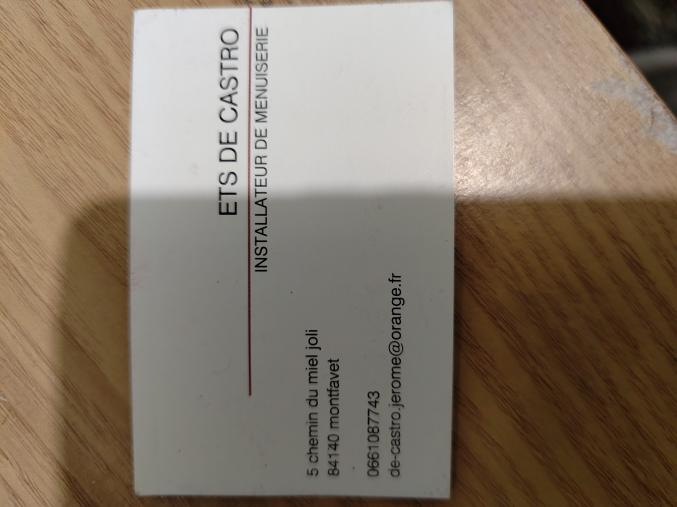 ETS DE CASTRO
INSTALLATEUR DE MENUISERIE
5 chemin du miel joli
84140 montfavet
0661087743
de-castro.jerome@orange.fr